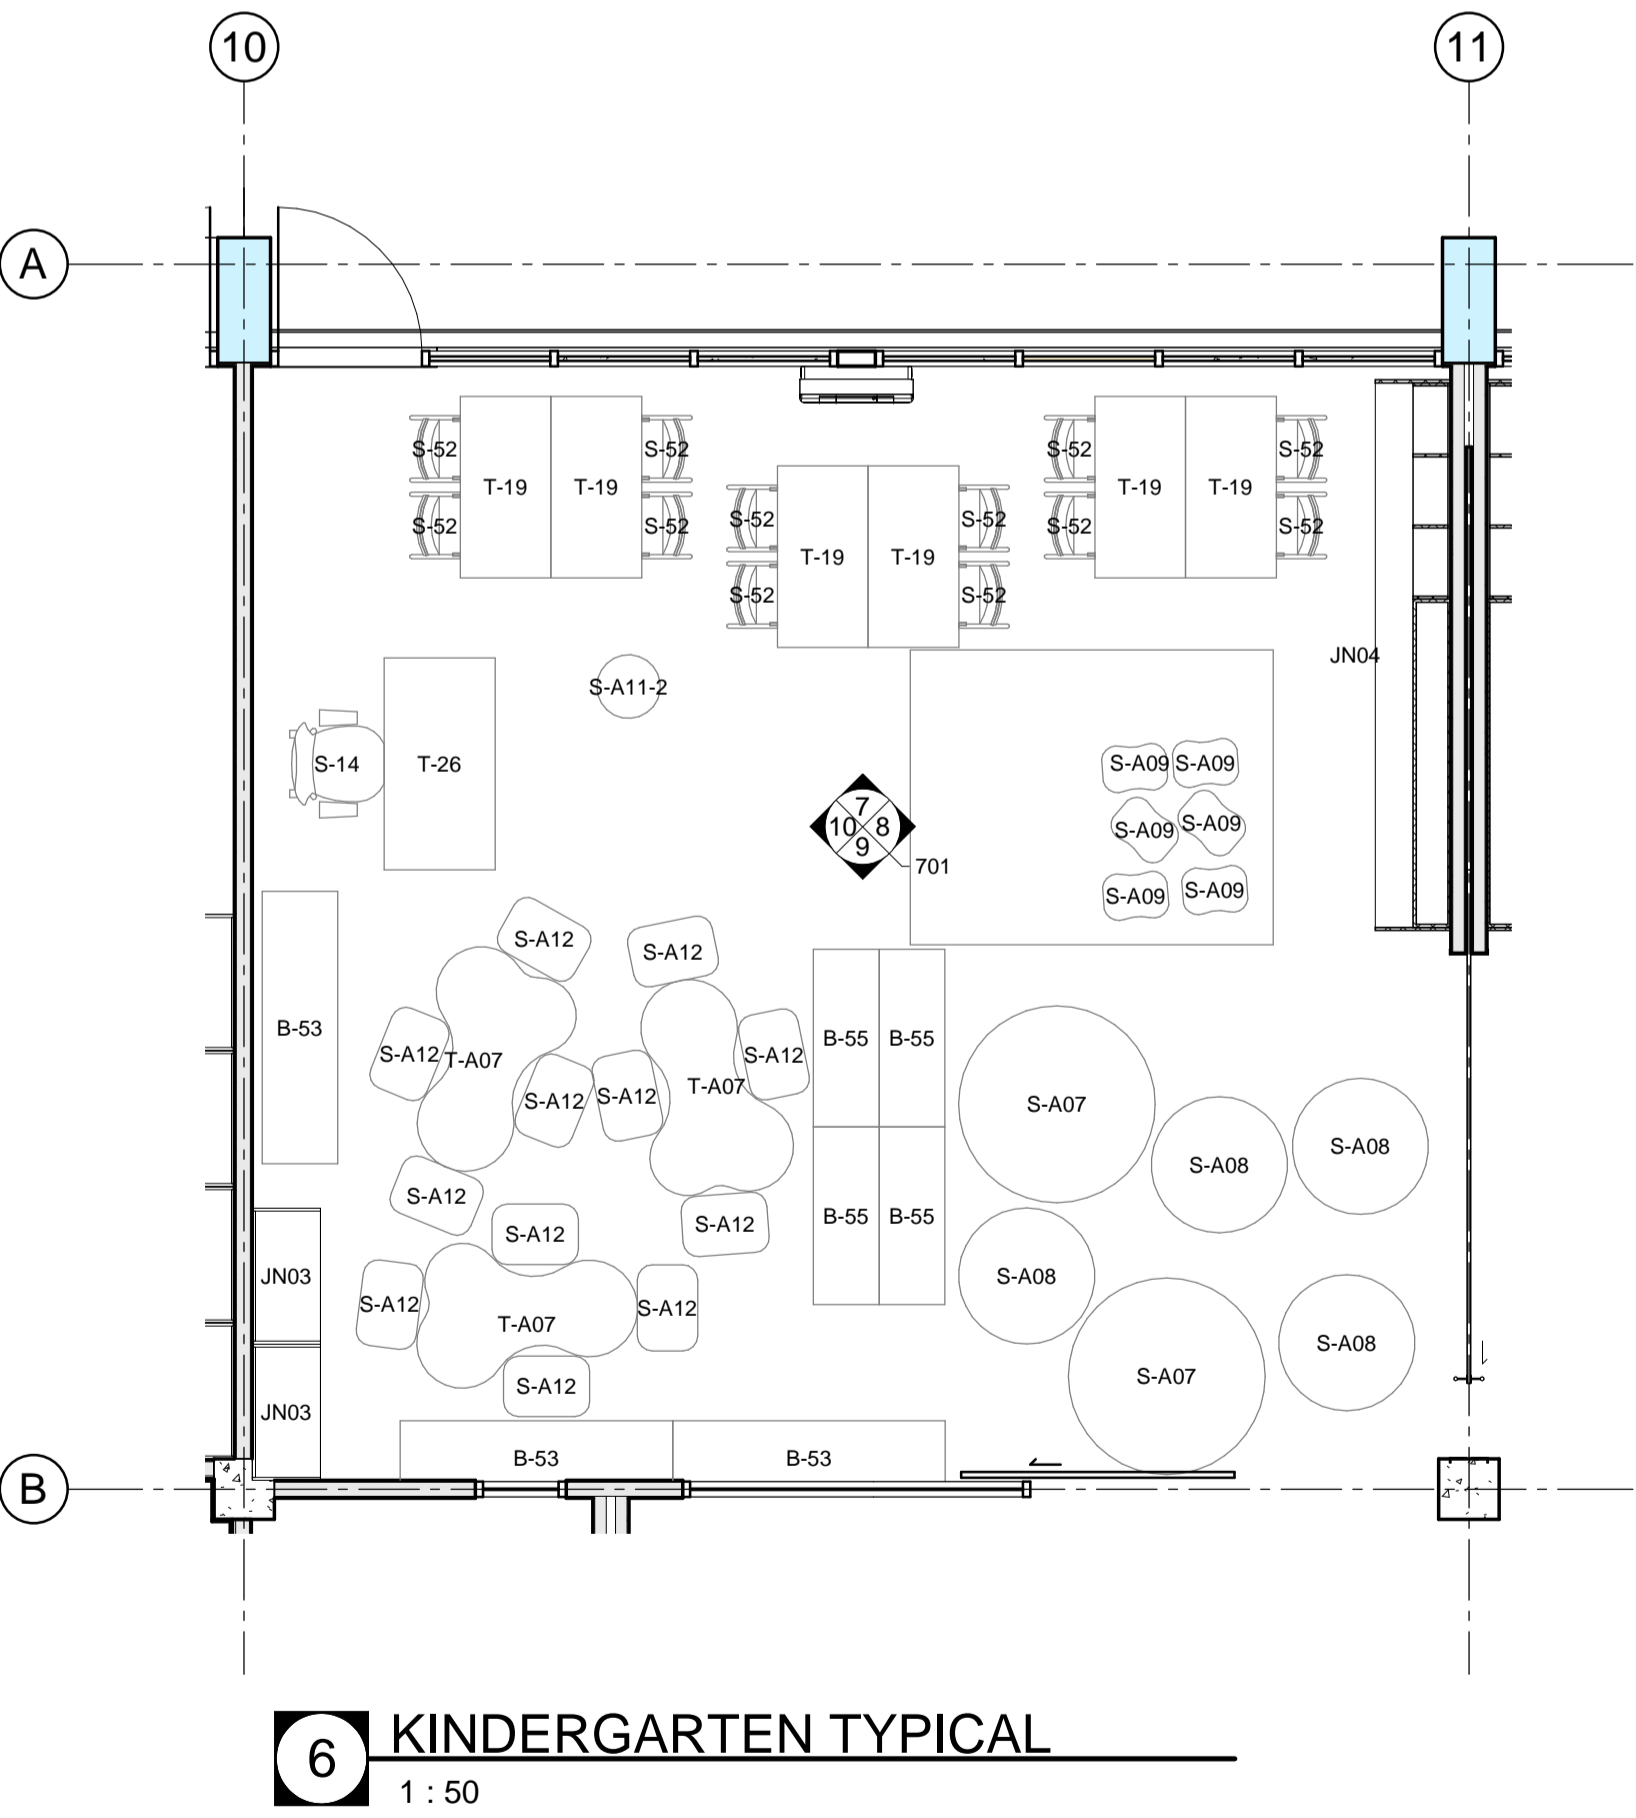 10 11
A
S-52 S-52 S-52 S-52
T-19 T-19 T-19 T-19
S-52 S-52
S-52 S-52 S-52 S-52
T-19 T-19
S-52 S-52
JN04
S-A11-2
S-14 T-26 S-A09 S-A09
7
10 8
9
701
S-A09 S-A09
S-A09 S-A09
S-A12 S-A12
B-53 B-55 B-55
S-A12 T-A07 S-A12
T-A07
S-A12 S-A12
S-A07
S-A08 S-A08
S-A12 S-A12
B-55 B-55
S-A12
JN03
S-A08
S-A12 S-A12
T-A07
S-A08
S-A12
S-A07
JN03
B-53 B-53
B
6
KINDERGARTEN TYPICAL
1 : 50